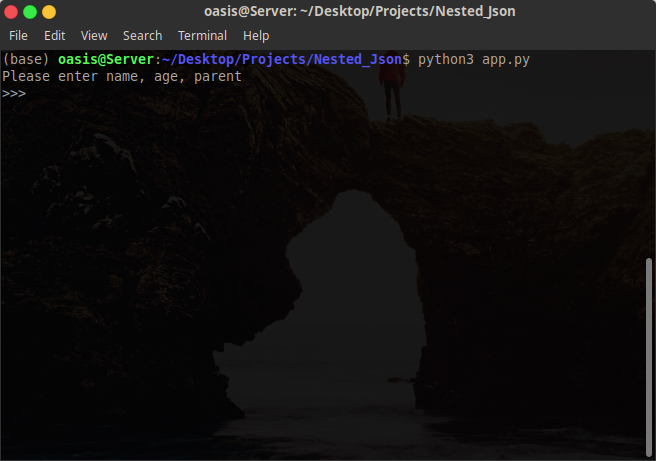 oasis@Server: ~/Desktop/Projects/Nested_Json
File Edit View Search Terminal Help
(base) oasis@Server:~/Desktop/Projects/Nested_Json$ python3 app.py
Please enter name, age, parent
>>>